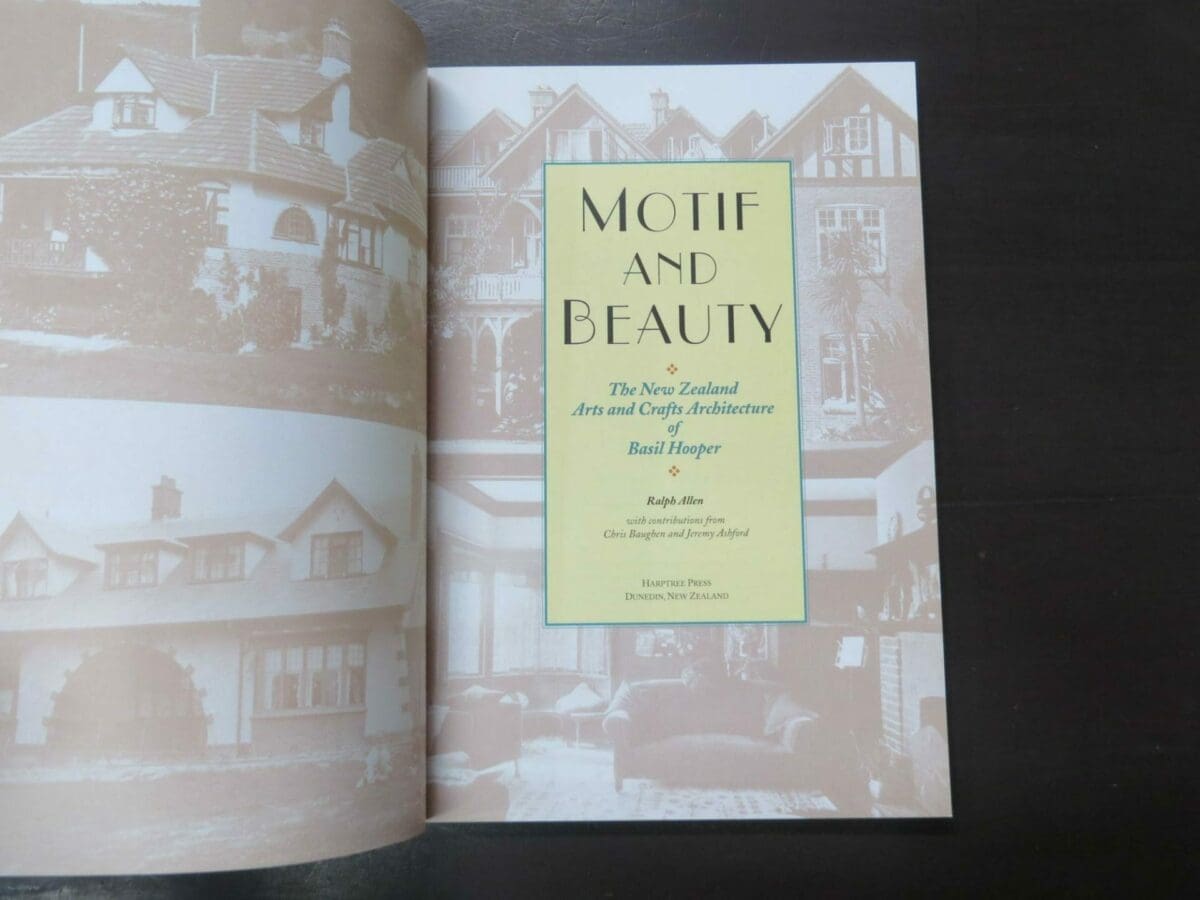 MOTIF
AND
BEAUTY
The New Zealand
Arts and Crafts Architecture
of
Basil Hooper
Ralph Allen
with contributions from
Chris Baughen and Jeremy Ashford
HARPTREE PRESS
DUNEDIN, NEW ZEALAND